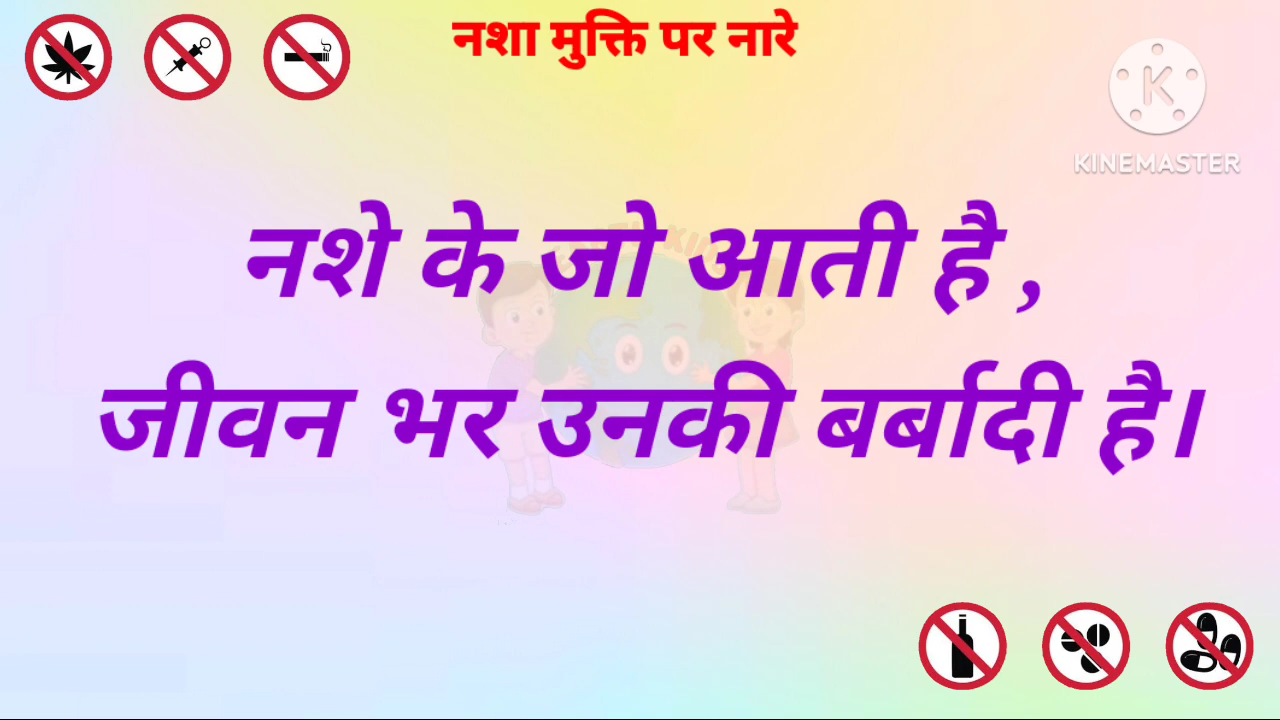 नशा मुक्ति पर नारे
KINEMASTER
नशे के जो आती है ,
जीवन भर उनकी बर्बादी है।